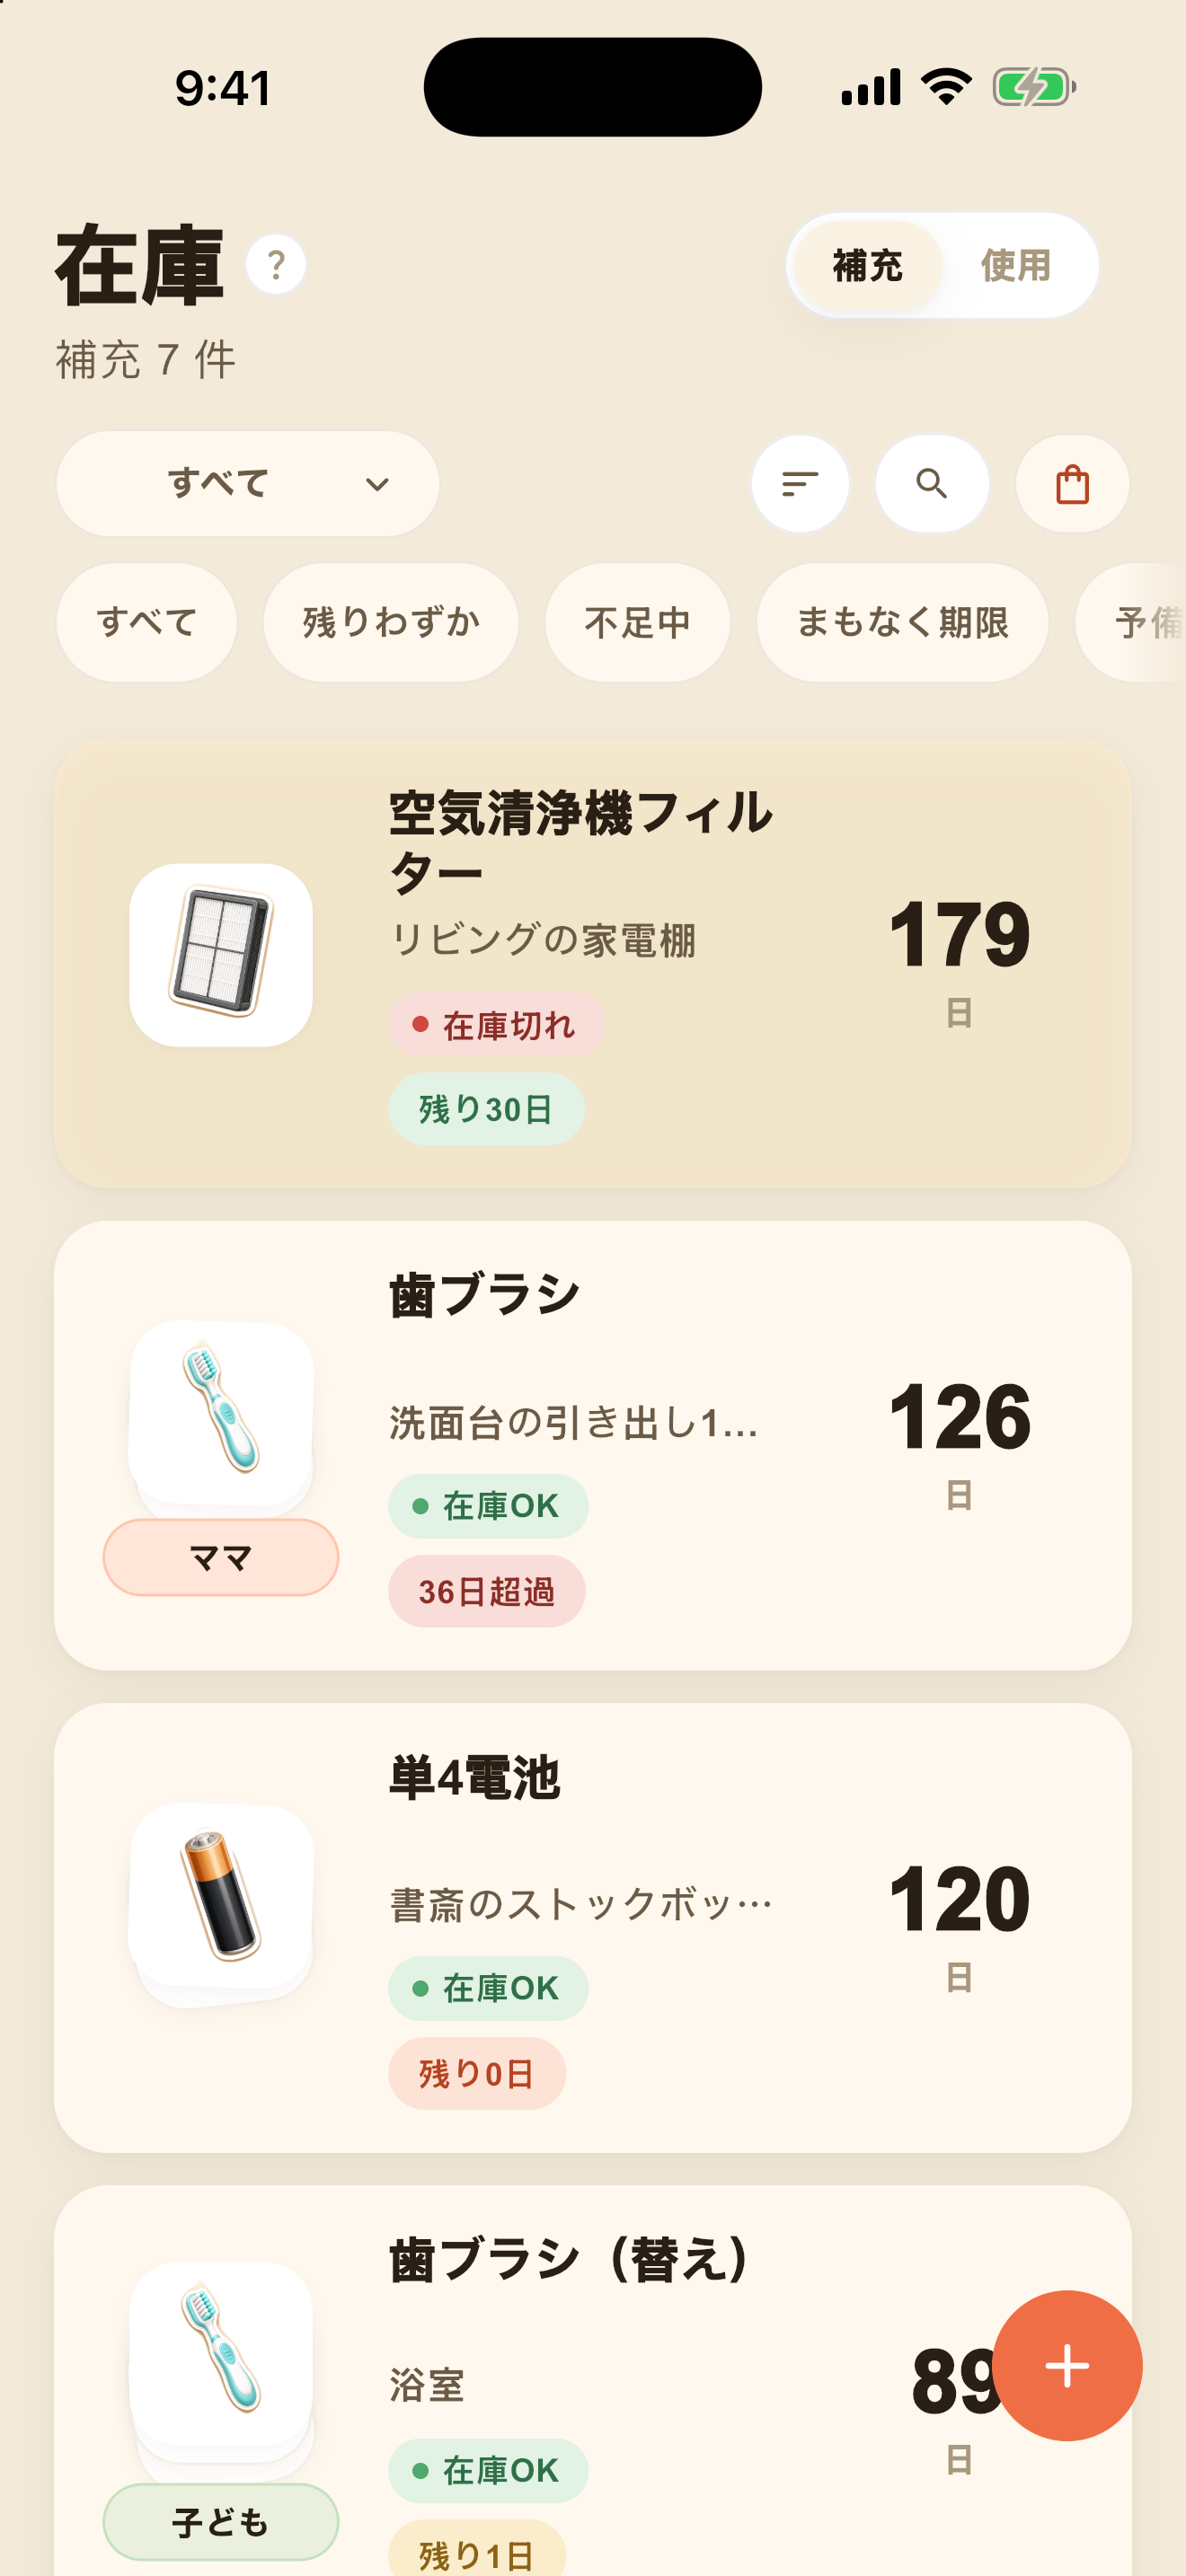 9:41
在庫 ?
補充 使用
補充 7 件
すべて
すべて 残りわずか 不足中 まもなく期限 予備
空気清浄機フィル
ター
リビングの家電棚
179
日
在庫切れ
残り30日
歯ブラシ
洗面台の引き出し1...
126
日
在庫OK
36日超過
ママ
単4電池
書斎のストックボッ…
120
日
在庫OK
残り0日
歯ブラシ（替え）
浴室
89
日
在庫OK
残り1日
子ども